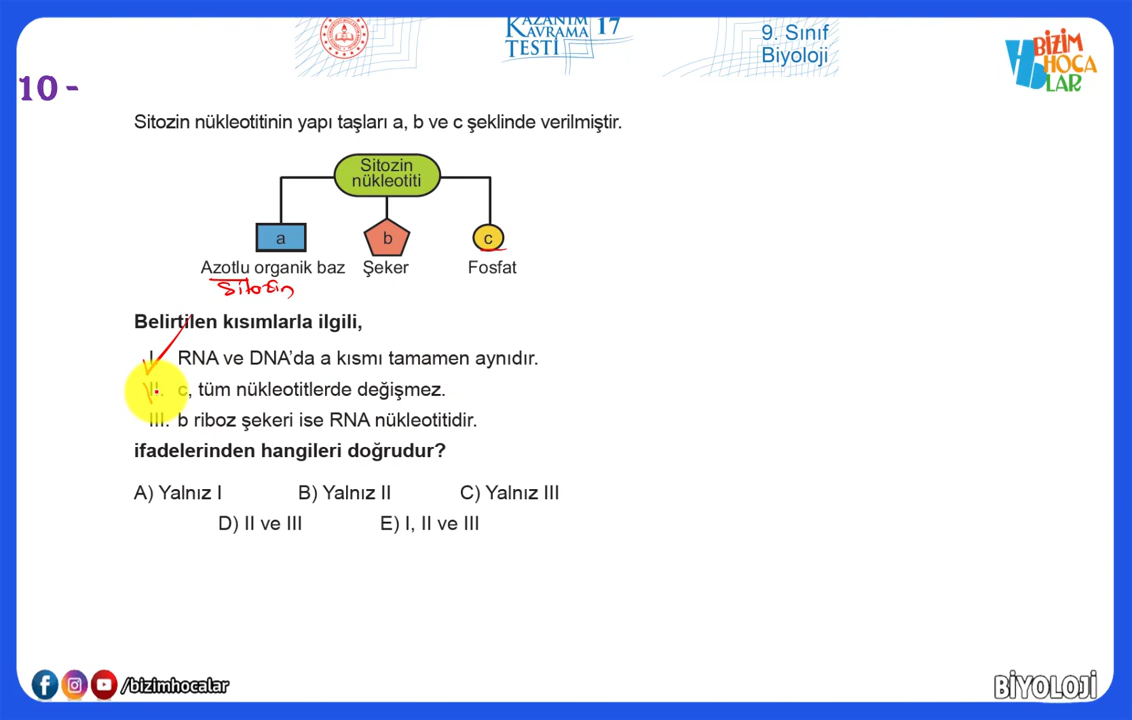 KAZANIM
KAVRAMA 17
TESTİ
9. Sınıf
Biyoloji
BİZİM
HOCA
LAR
10 -
Sitozin nükleotitinin yapı taşları a, b ve c şeklinde verilmiştir.
Sitozin
nükleotiti
a b c
Azotlu organik baz Şeker Fosfat
Sitozin
Belirtilen kısımlarla ilgili,
I. RNA ve DNA’da a kısmı tamamen aynıdır.
II. c, tüm nükleotitlerde değişmez.
III. b riboz şekeri ise RNA nükleotitidir.
ifadelerinden hangileri doğrudur?
A) Yalnız I B) Yalnız II C) Yalnız III
D) II ve III E) I, II ve III
/bizimhocalar
BİYOLOJİ